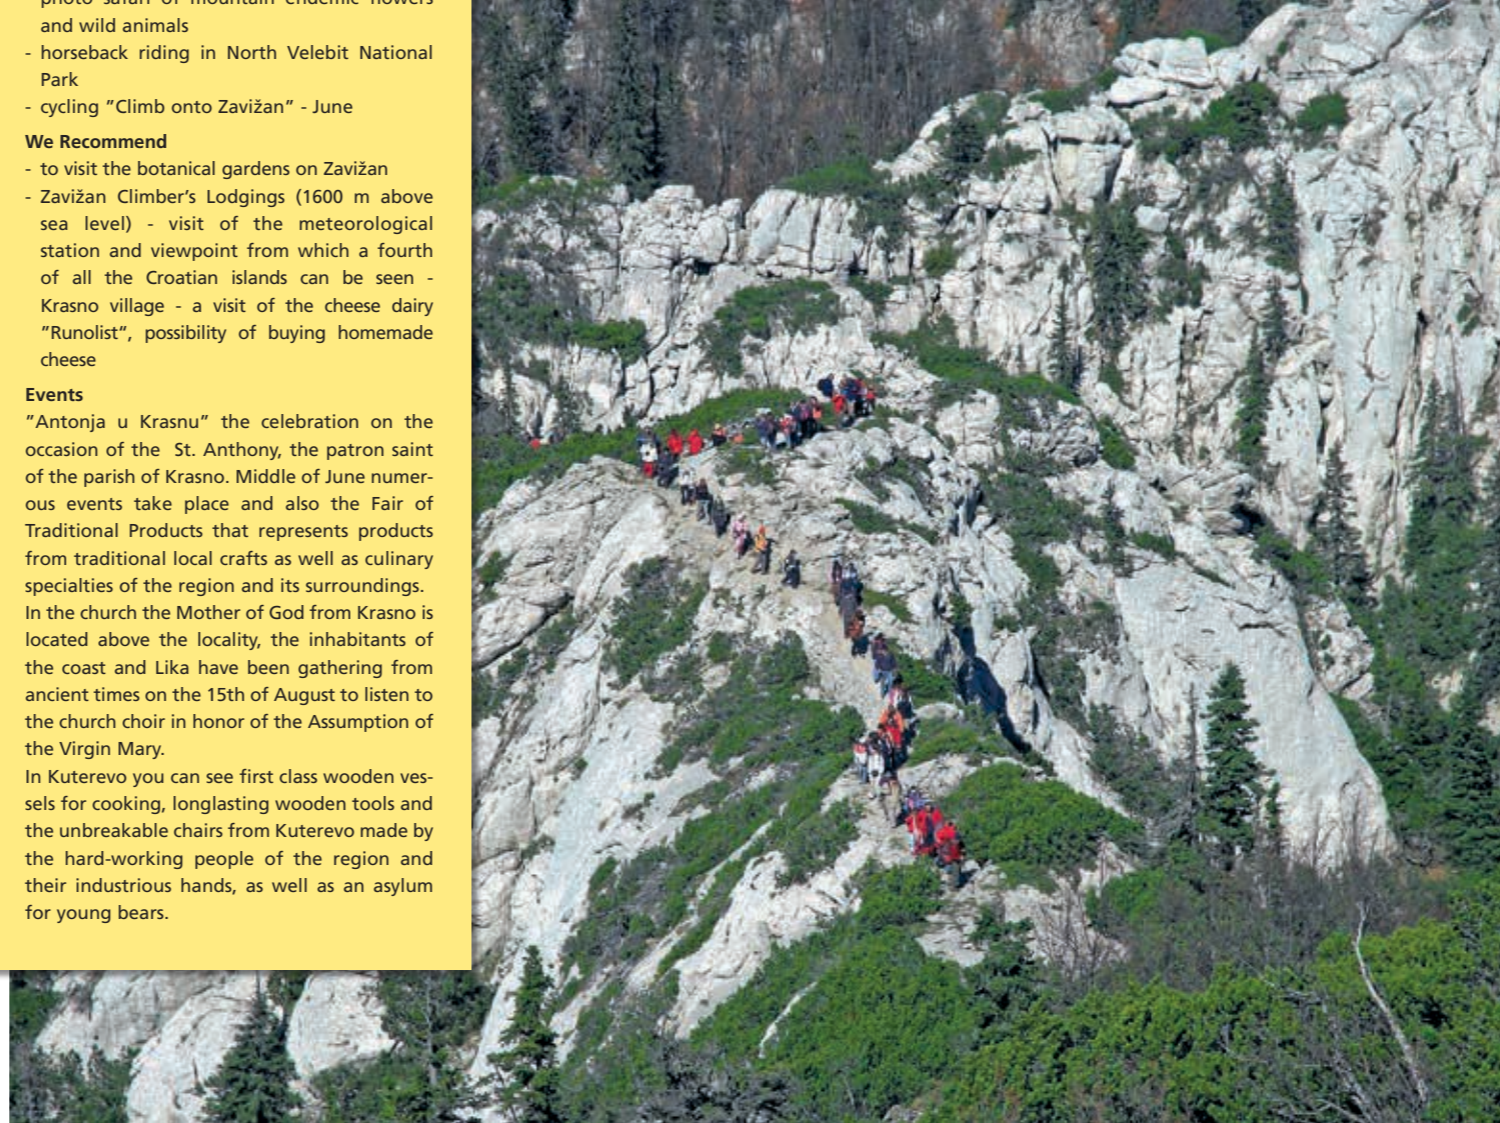 photo safari of mountain endemic flowers
and wild animals
- horseback riding in North Velebit National
Park
- cycling ”Climb onto Zavižan” - June
We Recommend
- to visit the botanical gardens on Zavižan
- Zavižan Climber’s Lodgings (1600 m above
sea level) - visit of the meteorological
station and viewpoint from which a fourth
of all the Croatian islands can be seen -
Krasno village - a visit of the cheese dairy
”Runolist“, possibility of buying homemade
cheese
Events
”Antonja u Krasnu” the celebration on the
occasion of the St. Anthony, the patron saint
of the parish of Krasno. Middle of June numer-
ous events take place and also the Fair of
Traditional Products that represents products
from traditional local crafts as well as culinary
specialties of the region and its surroundings.
In the church the Mother of God from Krasno is
located above the locality, the inhabitants of
the coast and Lika have been gathering from
ancient times on the 15th of August to listen to
the church choir in honor of the Assumption of
the Virgin Mary.
In Kuterevo you can see first class wooden ves-
sels for cooking, longlasting wooden tools and
the unbreakable chairs from Kuterevo made by
the hard-working people of the region and
their industrious hands, as well as an asylum
for young bears.